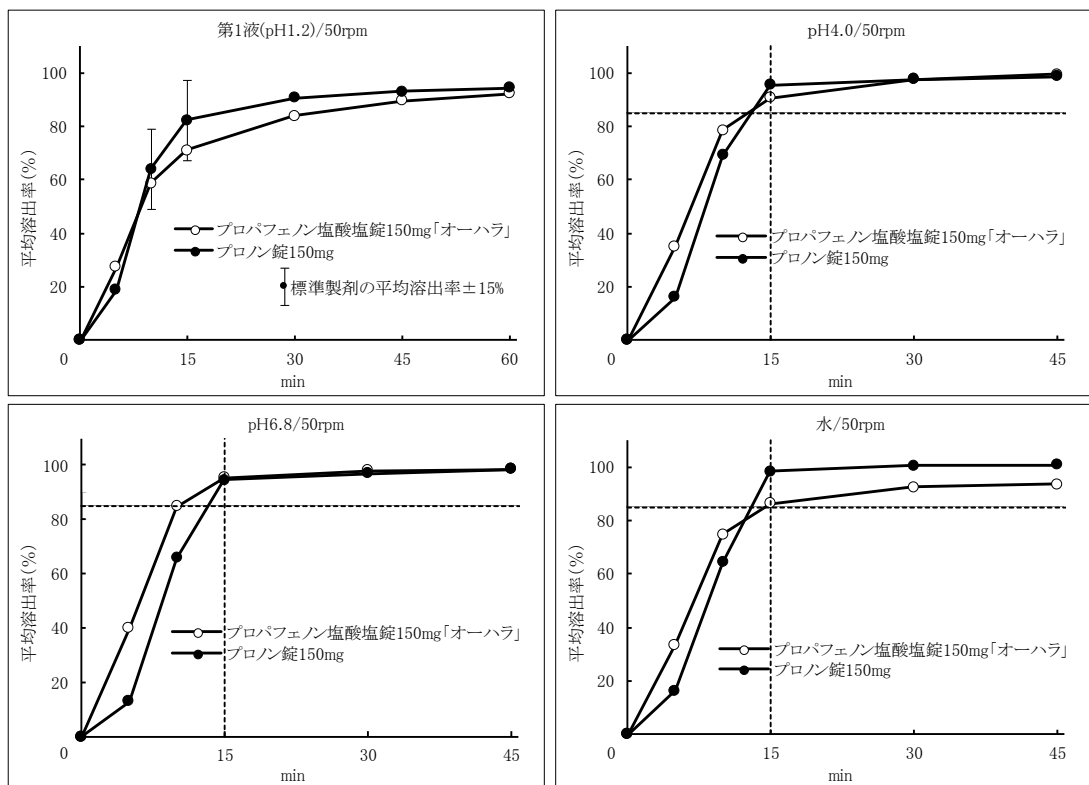 第1液(pH1.2)/50rpm
平均溶出率(%)
100
80
60
40
20
0
15
30
45
60
min
プロパフェノン塩酸塩錠150mg「オーハラ」
プロノン錠150mg
標準製剤の平均溶出率±15%
pH4.0/50rpm
平均溶出率(%)
100
80
60
40
20
0
15
30
45
min
プロパフェノン塩酸塩錠150mg「オーハラ」
プロノン錠150mg
pH6.8/50rpm
平均溶出率(%)
100
80
60
40
20
0
15
30
45
min
プロパフェノン塩酸塩錠150mg「オーハラ」
プロノン錠150mg
水/50rpm
平均溶出率(%)
100
80
60
40
20
0
15
30
45
min
プロパフェノン塩酸塩錠150mg「オーハラ」
プロノン錠150mg